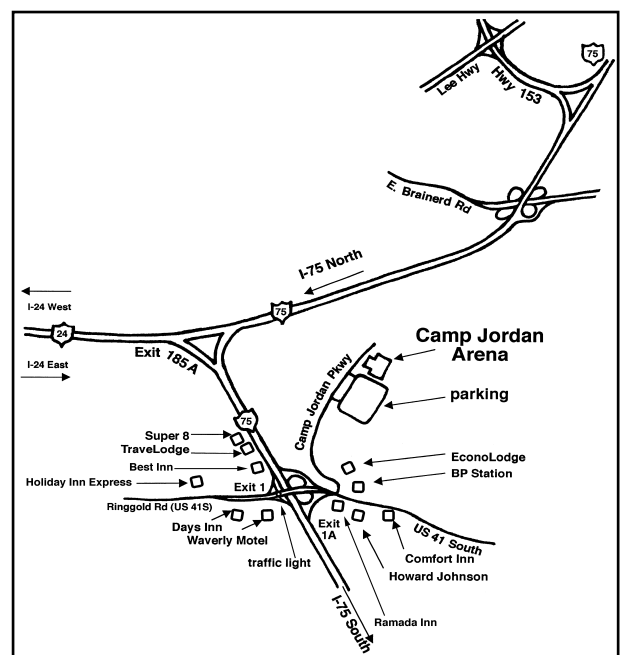 75
Lee Hwy
Hwy 153
E. Brainerd Rd
I-75 North
I-24 West
24
75
Exit 185A
I-24 East
Camp Jordan
Arena
Camp Jordan Pkwy
parking
75
Super 8
TraveLodge
Best Inn
EconoLodge
BP Station
Holiday Inn Express
Exit 1
Ringgold Rd (US 41S)
Days Inn
Waverly Motel
Exit
1A
US 41 South
traffic light
Comfort Inn
Howard Johnson
I-75 South
Ramada Inn